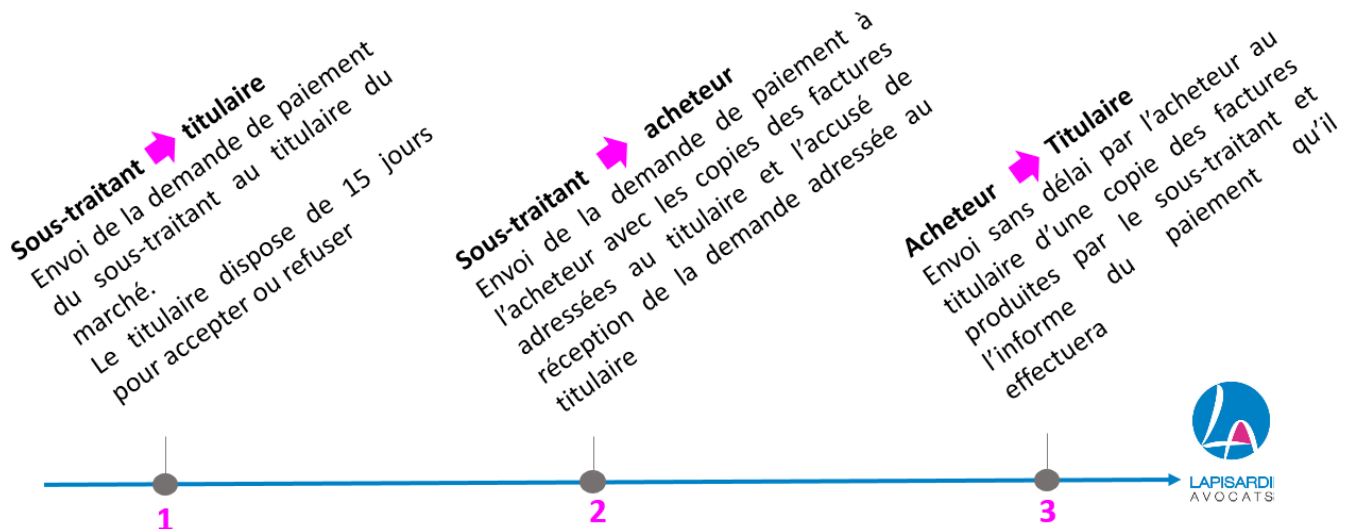 Sous-traitant titulaire
Envoi de la demande de paiement
du sous-traitant au titulaire du
marché.
Le titulaire dispose de 15 jours
pour accepter ou refuser
Sous-traitant acheteur
Envoi de la demande de paiement à
l'acheteur avec les copies des factures
adressées au titulaire et l'accusé de
réception de la demande adressée au
titulaire
Acheteur Titulaire
Envoi sans délai par l'acheteur au
titulaire d'une copie des factures
produites par le sous-traitant et
l'informe du paiement qu'il
effectuera
LAPISARDI
AVOCATS
1
2
3